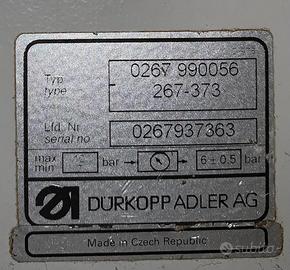 Typ 0267 990056
type 267-373
Lfd. Nr.
serial no 0267937363
max
min bar 6 ± 0,5 bar
DÜRKOPP ADLER AG
Made in Czech Republic
subito